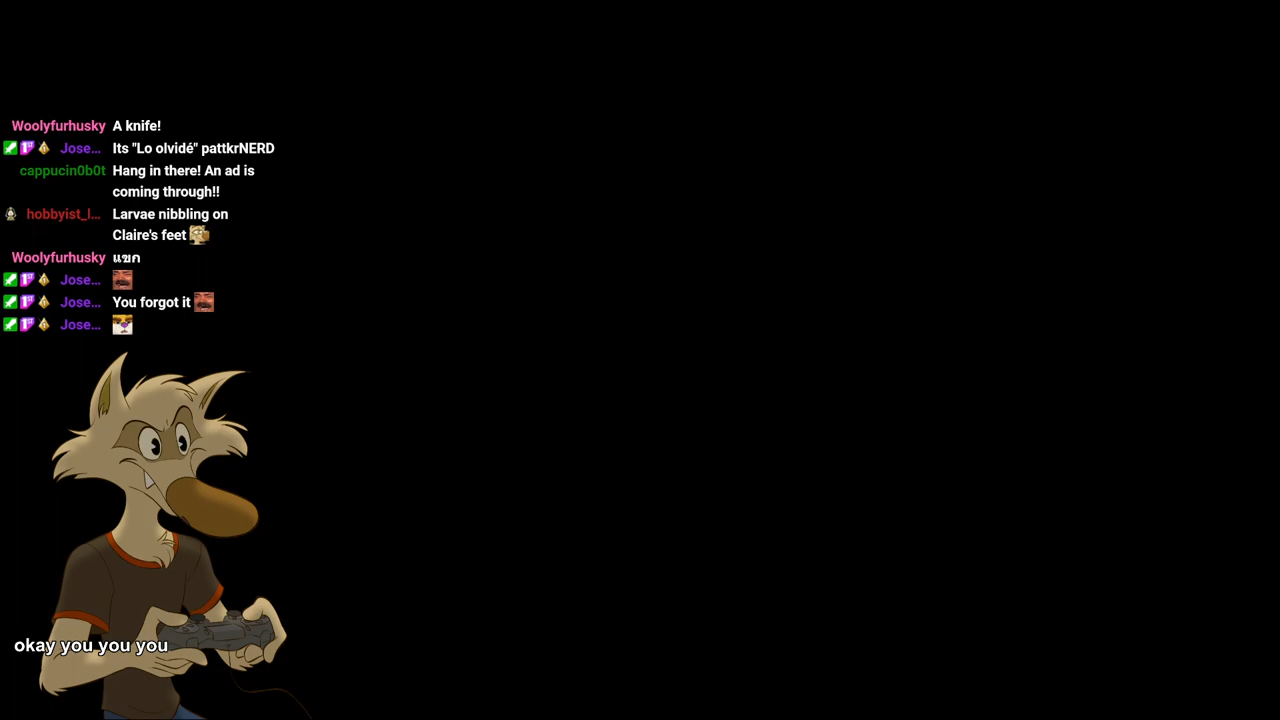 Woolyfurhusky A knife!
Jose... Its "Lo olvidé" pattkrNERD
cappucin0b0t Hang in there! An ad is
coming through!!
hobbyist_l... Larvae nibbling on
Claire's feet
Woolyfurhusky แขก
Jose...
Jose... You forgot it
Jose...
okay you you you